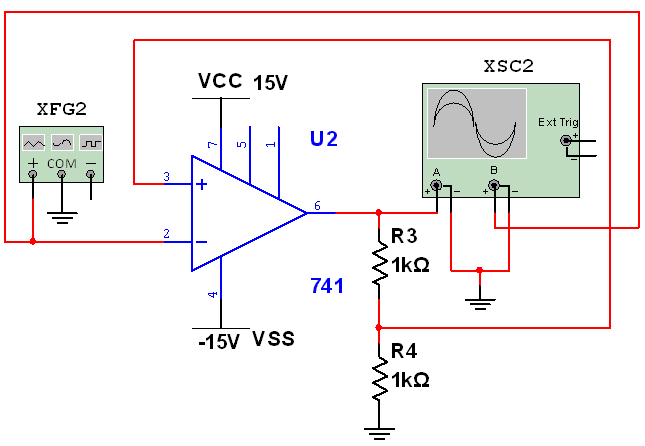 XSC2
VCC 15V
XFG2
Ext Trig
+
-
U2
7
5
1
+ COM -
A
B
+ - + -
3
+
6
2
-
R3
1kΩ
4
741
-15V VSS
R4
1kΩ